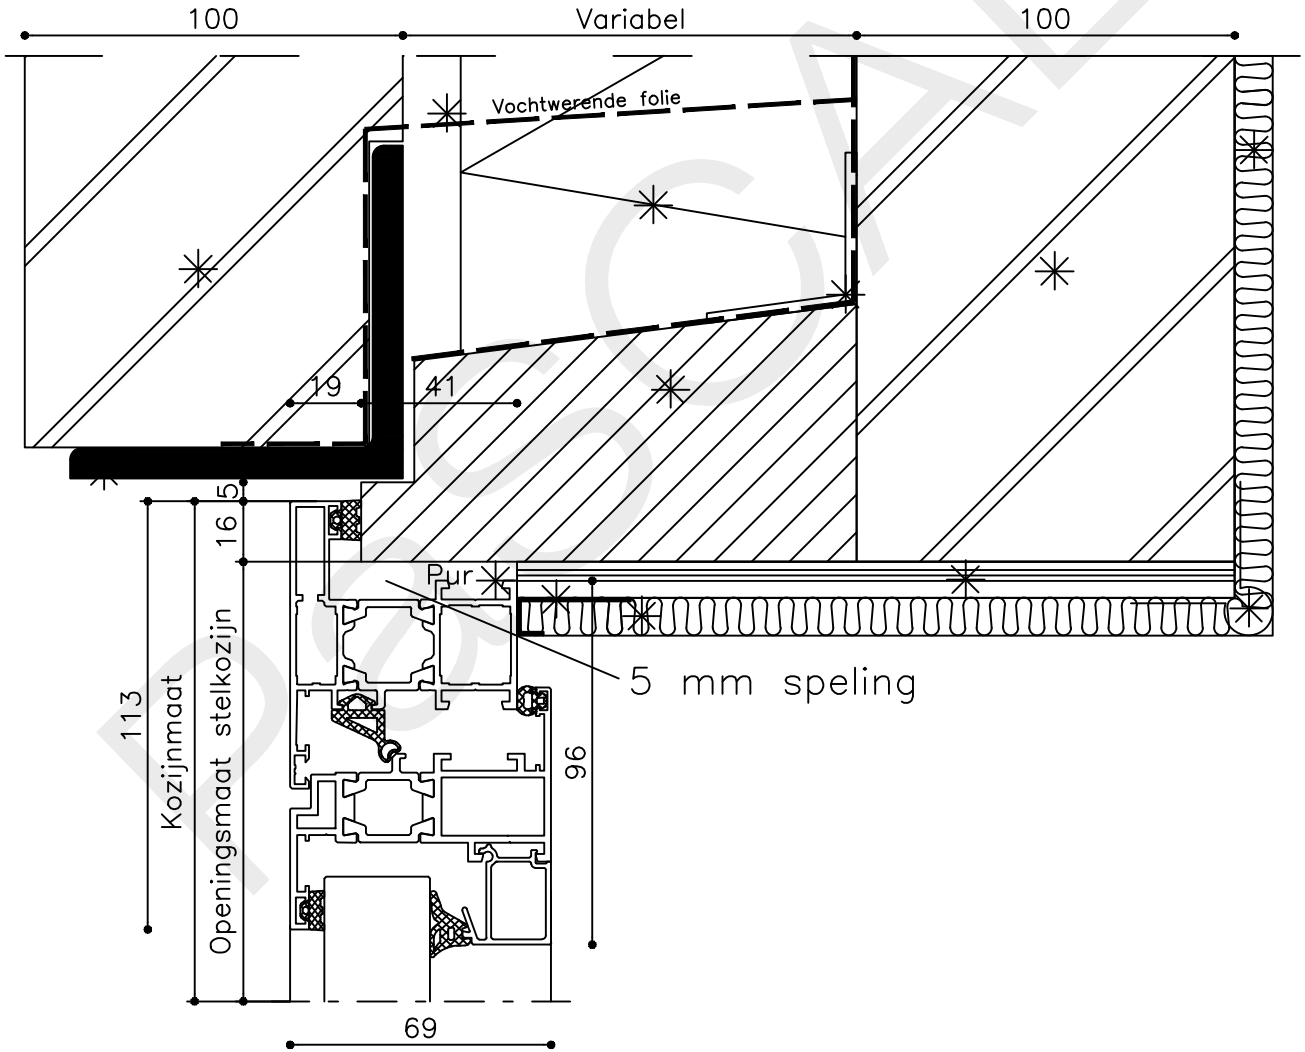 100
Variabel
100
Vochtwerende folie
19
41
5
16
Pur
5 mm speling
113
Kozijnmaat
Openingsmaat stelkozijn
96
69
PaSCAL